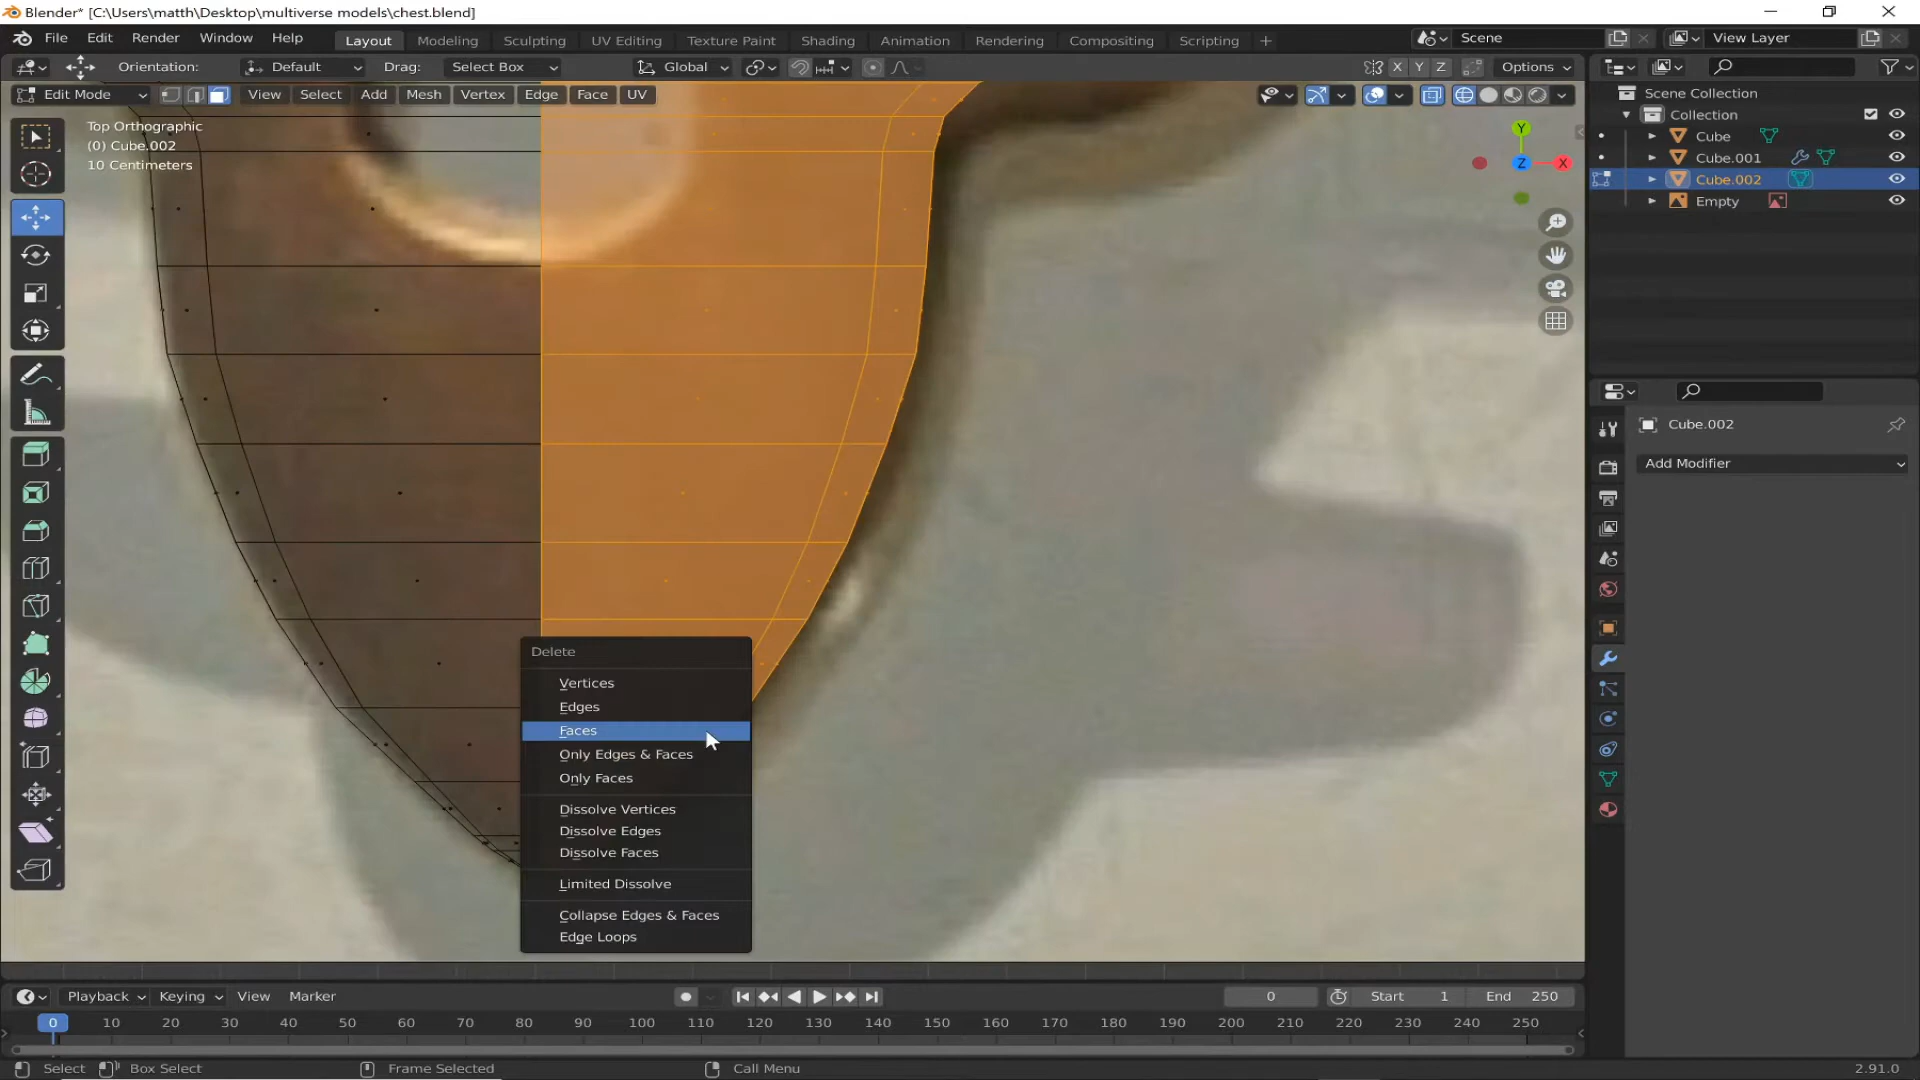 Blender* [C:\Users\matth\Desktop\multiverse models\chest.blend]
File Edit Render Window Help Layout Modeling Sculpting UV Editing Texture Paint Shading Animation Rendering Compositing Scripting + Scene View Layer
Orientation: Default Drag: Select Box Global X Y Z Options
Edit Mode View Select Add Mesh Vertex Edge Face UV
Top Orthographic
(0) Cube.002
10 Centimeters
Y
Z
X
Scene Collection
Collection
Cube
Cube.001
Cube.002
Empty
Cube.002
Add Modifier
Delete
Vertices
Edges
Faces
Only Edges & Faces
Only Faces
Dissolve Vertices
Dissolve Edges
Dissolve Faces
Limited Dissolve
Collapse Edges & Faces
Edge Loops
Playback Keying View Marker 0 Start 1 End 250
0 10 20 30 40 50 60 70 80 90 100 110 120 130 140 150 160 170 180 190 200 210 220 230 240 250
Select Box Select Frame Selected Call Menu 2.91.0